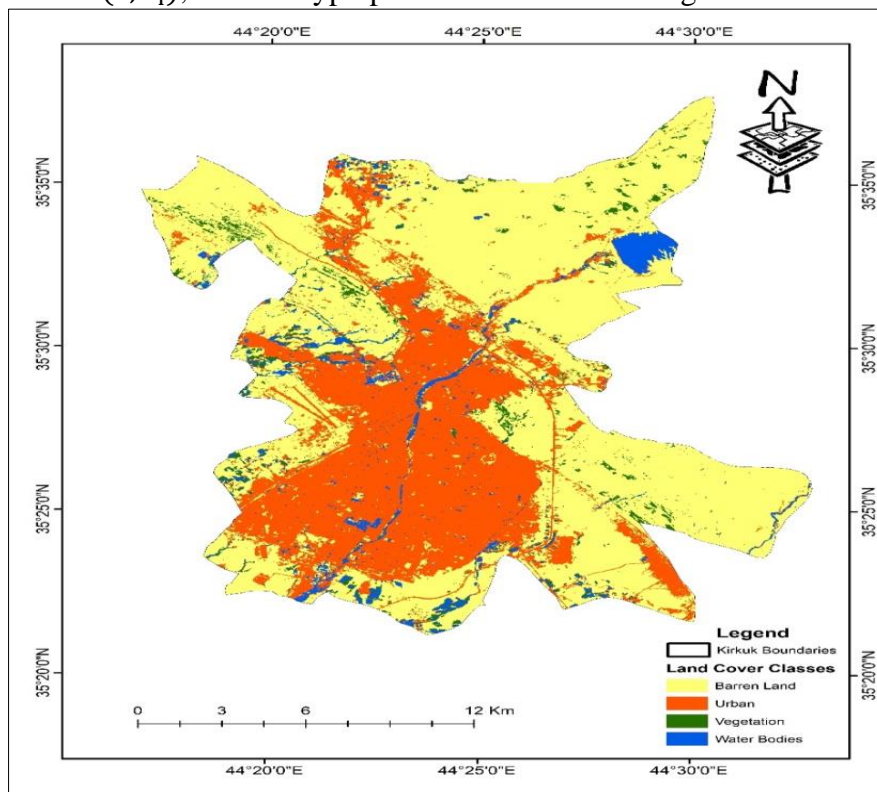 44°20'0"E 44°25'0"E 44°30'0"E
N
35°35'0"N 35°35'0"N
35°30'0"N 35°30'0"N
35°25'0"N 35°25'0"N
35°20'0"N 35°20'0"N
Legend
Kirkuk Boundaries
Land Cover Classes
Barren Land
Urban
Vegetation
Water Bodies
0 3 6 12 Km
44°20'0"E 44°25'0"E 44°30'0"E